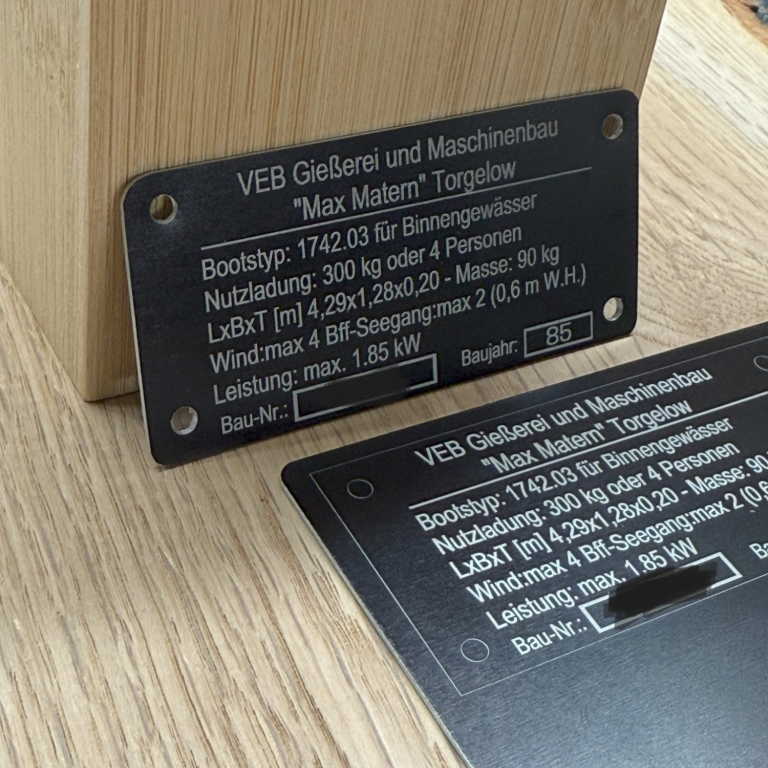 VEB Gießerei und Maschinenbau
"Max Matern" Torgelow
Bootstyp: 1742.03 für Binnengewässer
Nutzladung: 300 kg oder 4 Personen
LxBxT [m] 4,29x1,28x0,20 - Masse: 90 kg
Wind:max 4 Bff-Seegang:max 2 (0,6 m W.H.)
Leistung: max. 1.85 kW
Bau-Nr.: Baujahr: 85
VEB Gießerei und Maschinenbau
"Max Matern" Torgelow
Bootstyp: 1742.03 für Binnengewässer
Nutzladung: 300 kg oder 4 Personen
LxBxT [m] 4,29x1,28x0,20 - Masse: 90
Wind:max 4 Bff-Seegang:max 2 (0,6
Leistung: max. 1.85 kW
Bau-Nr.: Ba